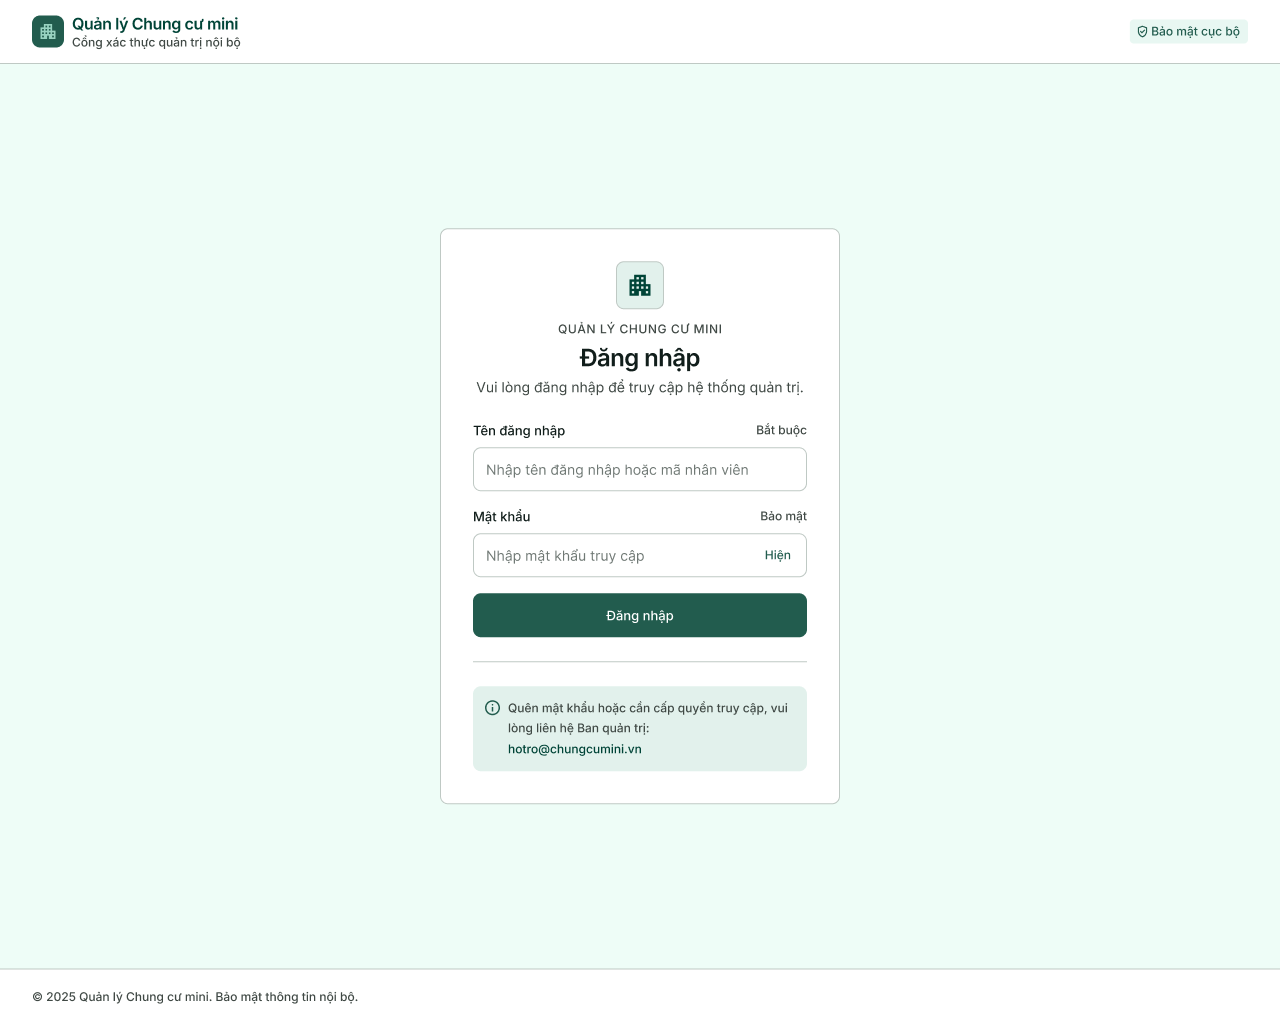 Quản lý Chung cư mini
Cổng xác thực quản trị nội bộ
Bảo mật cục bộ
QUẢN LÝ CHUNG CƯ MINI
Đăng nhập
Vui lòng đăng nhập để truy cập hệ thống quản trị.
Tên đăng nhập
Bắt buộc
Nhập tên đăng nhập hoặc mã nhân viên
Mật khẩu
Bảo mật
Nhập mật khẩu truy cập
Hiện
Đăng nhập
Quên mật khẩu hoặc cần cấp quyền truy cập, vui
lòng liên hệ Ban quản trị:
hotro@chungcumini.vn
© 2025 Quản lý Chung cư mini. Bảo mật thông tin nội bộ.